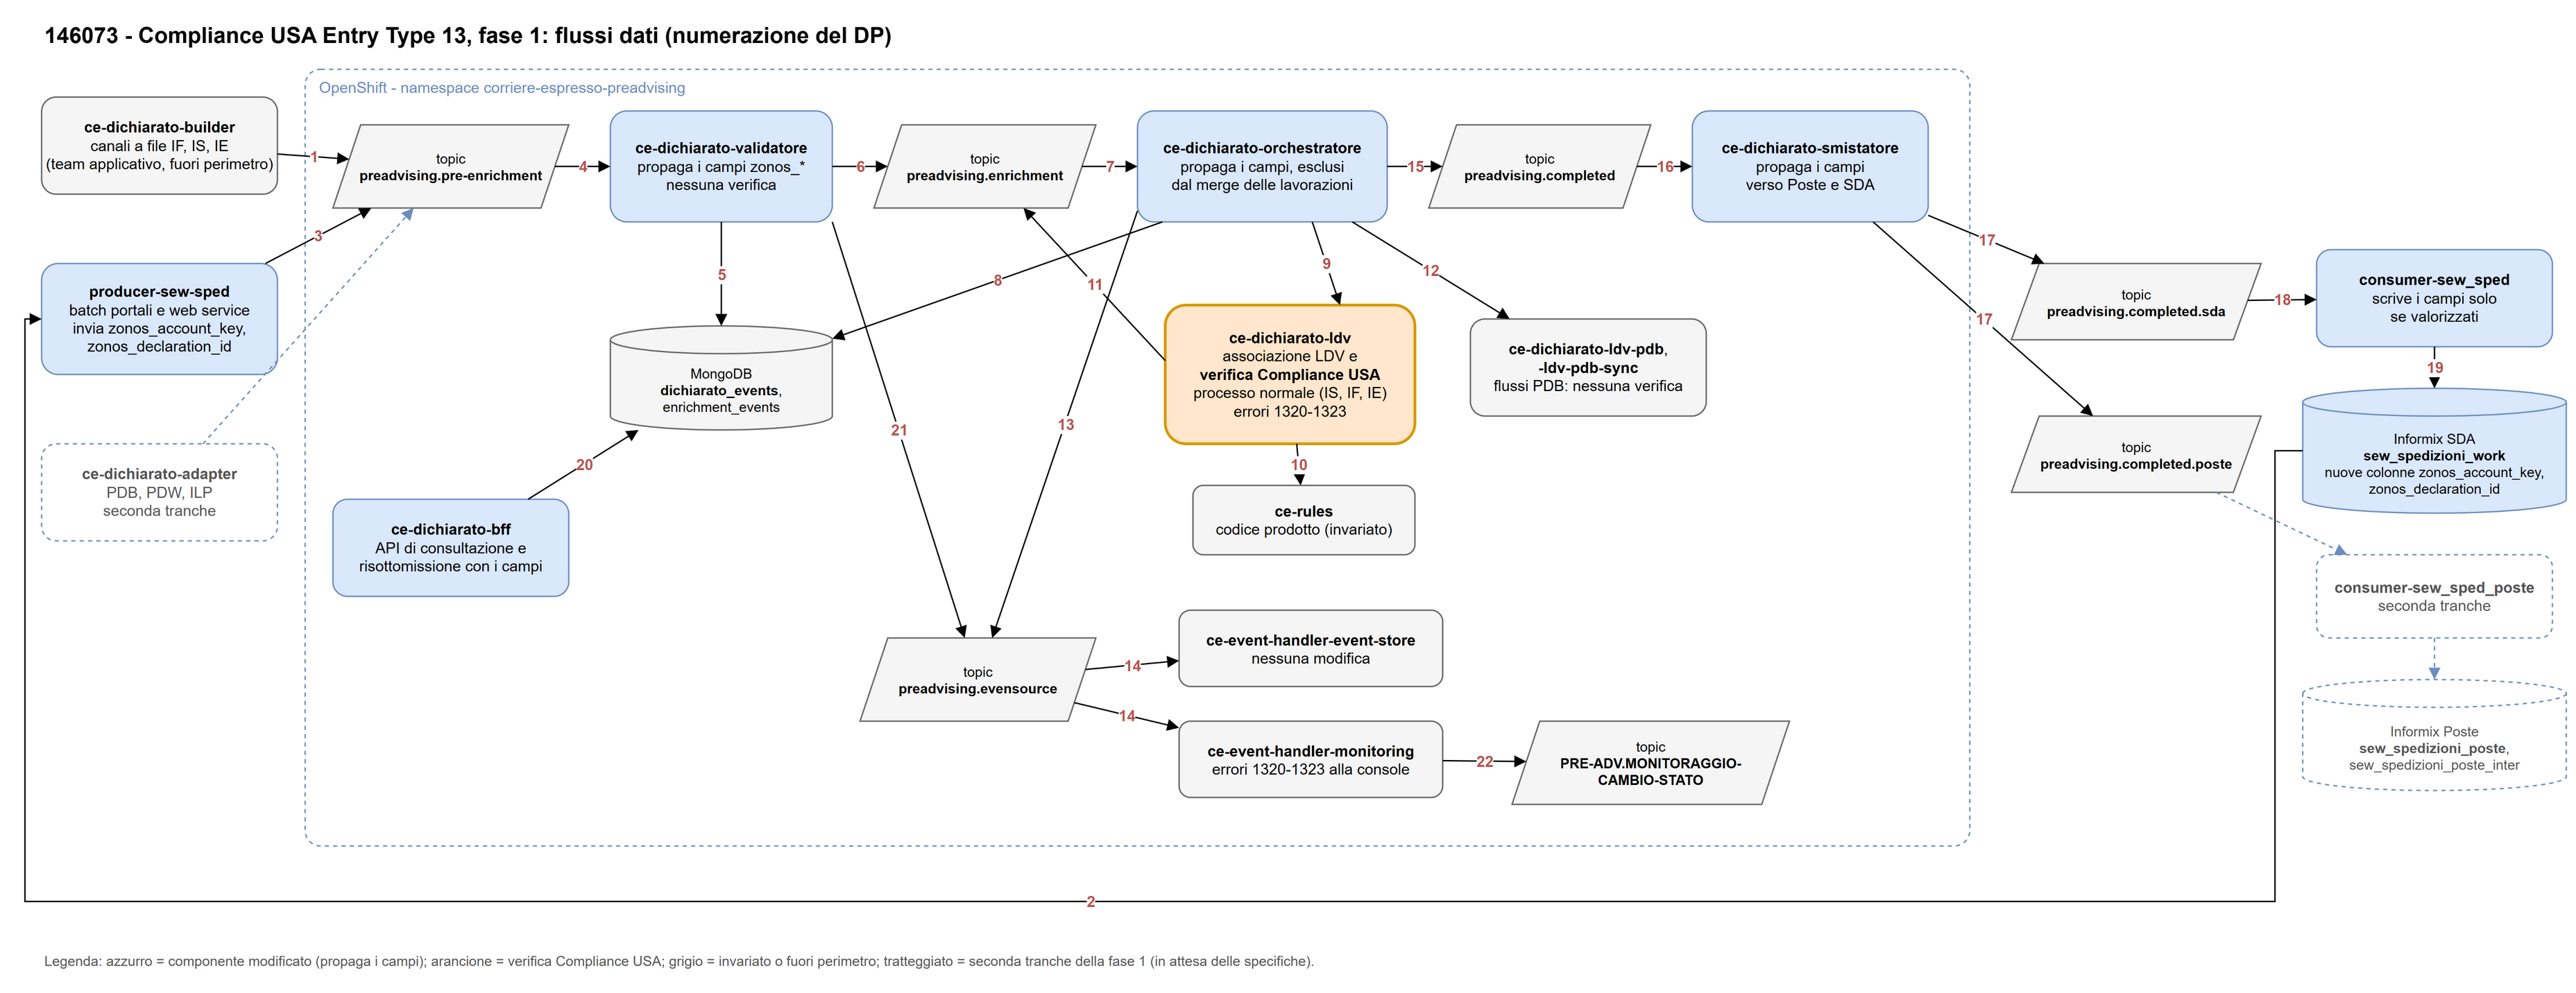 146073 - Compliance USA Entry Type 13, fase 1: flussi dati (numerazione del DP)
OpenShift - namespace corriere-espresso-preadvising
ce-dichiarato-builder
canali a file IF, IS, IE
(team applicativo, fuori perimetro)
1
topic
preadvising.pre-enrichment
4
ce-dichiarato-validatore
propaga i campi zonos_*
nessuna verifica
6
topic
preadvising.enrichment
7
ce-dichiarato-orchestratore
propaga i campi, esclusi
dal merge delle lavorazioni
15
topic
preadvising.completed
16
ce-dichiarato-smistatore
propaga i campi
verso Poste e SDA
3
producer-sew-sped
batch portali e web service
invia zonos_account_key,
zonos_declaration_id
5
8
11
9
12
17
17
topic
preadvising.completed.sda
18
consumer-sew_sped
scrive i campi solo
se valorizzati
19
MongoDB
dichiarato_events,
enrichment_events
ce-dichiarato-ldv
associazione LDV e
verifica Compliance USA
processo normale (IS, IF, IE)
errori 1320-1323
ce-dichiarato-ldv-pdb,
-ldv-pdb-sync
flussi PDB: nessuna verifica
21
13
10
20
ce-dichiarato-adapter
PDB, PDW, ILP
seconda tranche
topic
preadvising.completed.poste
Informix SDA
sew_spedizioni_work
nuove colonne zonos_account_key,
zonos_declaration_id
ce-dichiarato-bff
API di consultazione e
risottomissione con i campi
ce-rules
codice prodotto (invariato)
consumer-sew_sped_poste
seconda tranche
topic
preadvising.evensource
14
ce-event-handler-event-store
nessuna modifica
14
ce-event-handler-monitoring
errori 1320-1323 alla console
22
topic
PRE-ADV.MONITORAGGIO-
CAMBIO-STATO
Informix Poste
sew_spedizioni_poste,
sew_spedizioni_poste_inter
2
Legenda: azzurro = componente modificato (propaga i campi); arancione = verifica Compliance USA; grigio = invariato o fuori perimetro; tratteggiato = seconda tranche della fase 1 (in attesa delle specifiche).